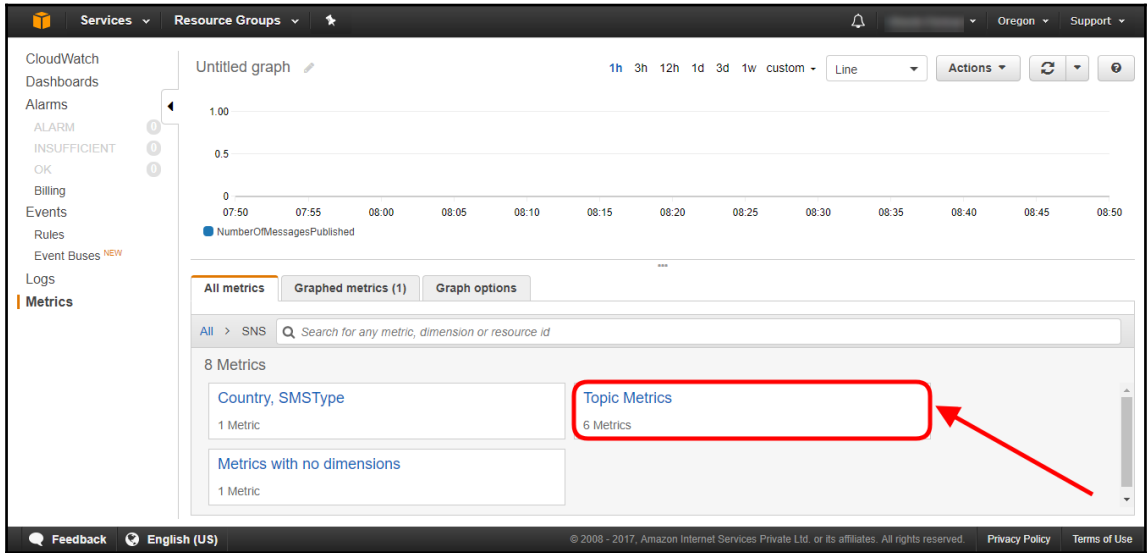 Services Resource Groups Oregon Support
CloudWatch
Dashboards
Alarms
ALARM 0
INSUFFICIENT 0
OK 0
Billing
Events
Rules
Event Buses NEW
Logs
Metrics
Untitled graph 1h 3h 12h 1d 3d 1w custom Line Actions
1.00
0.5
0
07:50 07:55 08:00 08:05 08:10 08:15 08:20 08:25 08:30 08:35 08:40 08:45 08:50
NumberOfMessagesPublished
All metrics Graphed metrics (1) Graph options
All > SNS Search for any metric, dimension or resource id
8 Metrics
Country, SMSType
1 Metric
Topic Metrics
6 Metrics
Metrics with no dimensions
1 Metric
Feedback English (US) © 2008 - 2017, Amazon Internet Services Private Ltd. or its affiliates. All rights reserved. Privacy Policy Terms of Use